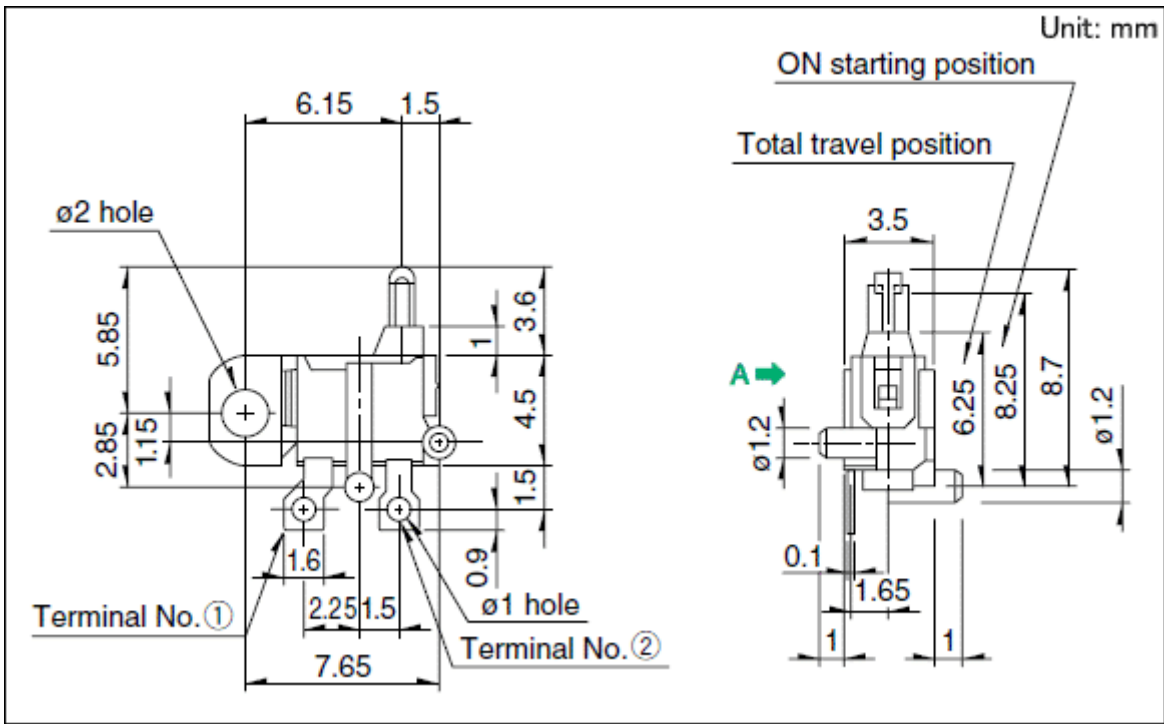 Unit: mm
ON starting position
6.15
1.5
Total travel position
ø2 hole
3.5
5.85
3.6
1
A
4.5
6.25
8.25
8.7
2.85
1.15
ø1.2
ø1.2
1.5
0.9
1.6
0.1
2.25
1.5
ø1 hole
1.65
Terminal No.①
Terminal No.②
7.65
1
1